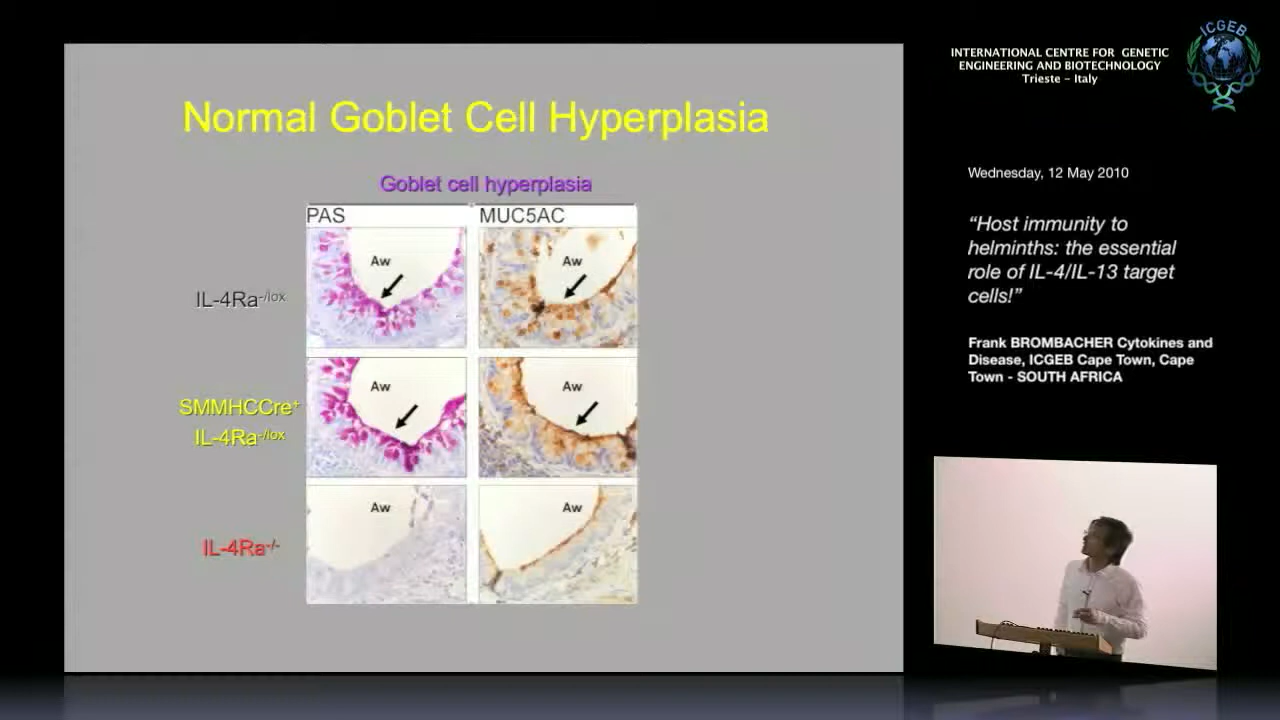 Normal Goblet Cell Hyperplasia
Goblet cell hyperplasia
PAS MUC5AC
Aw Aw
IL-4Ra-/lox
Aw Aw
SMMHCCre+
IL-4Ra-/lox
Aw Aw
IL-4Ra-/-
INTERNATIONAL CENTRE FOR GENETIC
ENGINEERING AND BIOTECHNOLOGY
Trieste - Italy
ICGEB
Wednesday, 12 May 2010
“Host immunity to
helminths: the essential
role of IL-4/IL-13 target
cells!”
Frank BROMBACHER Cytokines and
Disease, ICGEB Cape Town, Cape
Town - SOUTH AFRICA